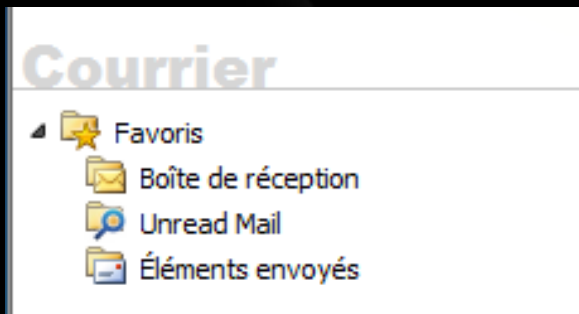 Courrier
Favoris
Boîte de réception
Unread Mail
Éléments envoyés